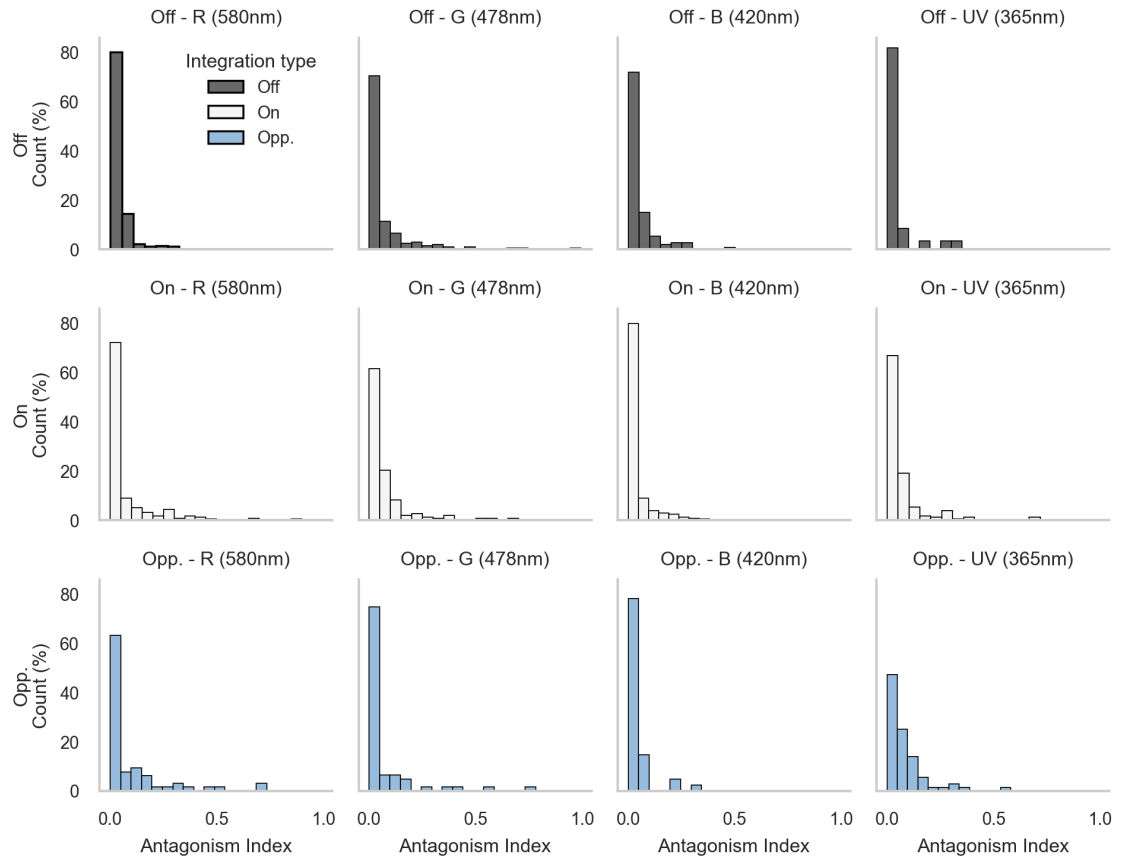 Off - R (580nm)
Off - G (478nm)
Off - B (420nm)
Off - UV (365nm)
Integration type
Off
On
Opp.
Off
Count (%)
80
60
40
20
0
On - R (580nm)
On - G (478nm)
On - B (420nm)
On - UV (365nm)
On
Count (%)
80
60
40
20
0
Opp. - R (580nm)
Opp. - G (478nm)
Opp. - B (420nm)
Opp. - UV (365nm)
Opp.
Count (%)
80
60
40
20
0
0.0 0.5 1.0
0.0 0.5 1.0
0.0 0.5 1.0
0.0 0.5 1.0
Antagonism Index
Antagonism Index
Antagonism Index
Antagonism Index